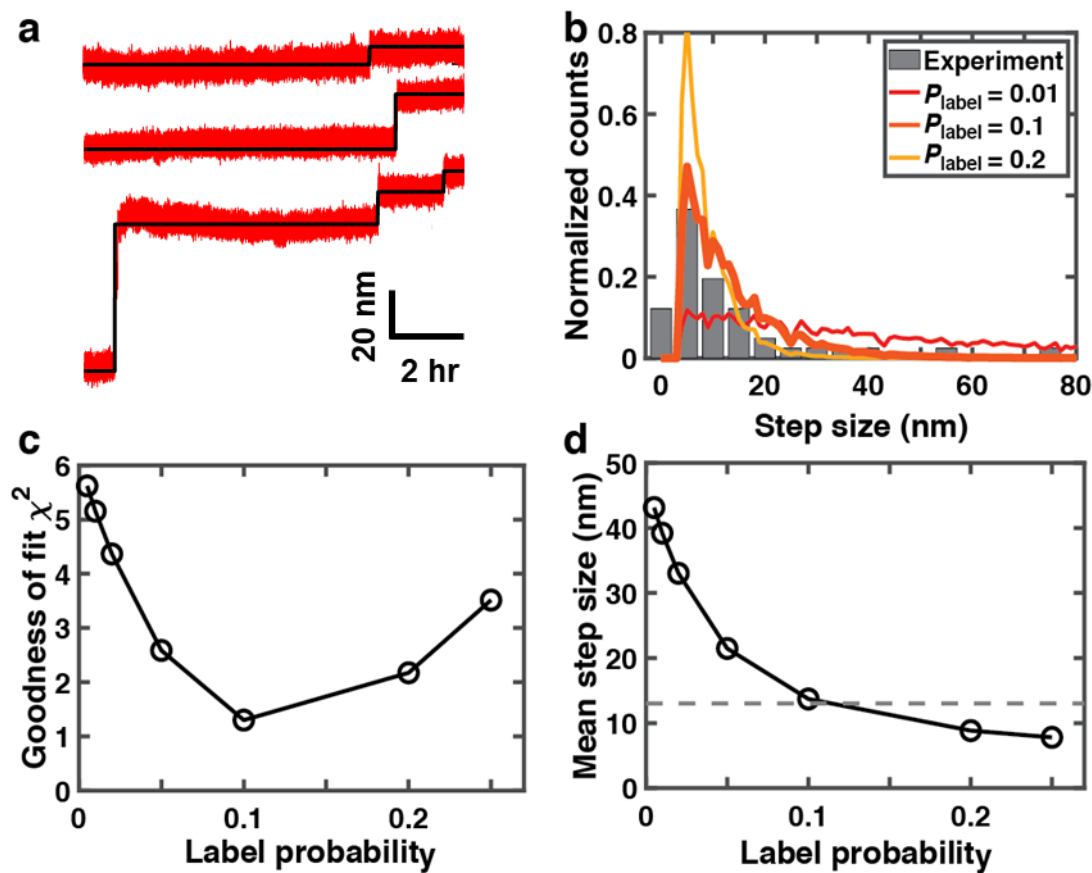 a
20 nm
2 hr
b
Normalized counts
0.8
0.6
0.4
0.2
0
Experiment
Plabel = 0.01
Plabel = 0.1
Plabel = 0.2
0 20 40 60 80
Step size (nm)
c
Goodness of fit χ²
6
5
4
3
2
1
0
0 0.1 0.2
Label probability
d
Mean step size (nm)
50
40
30
20
10
0
0 0.1 0.2
Label probability